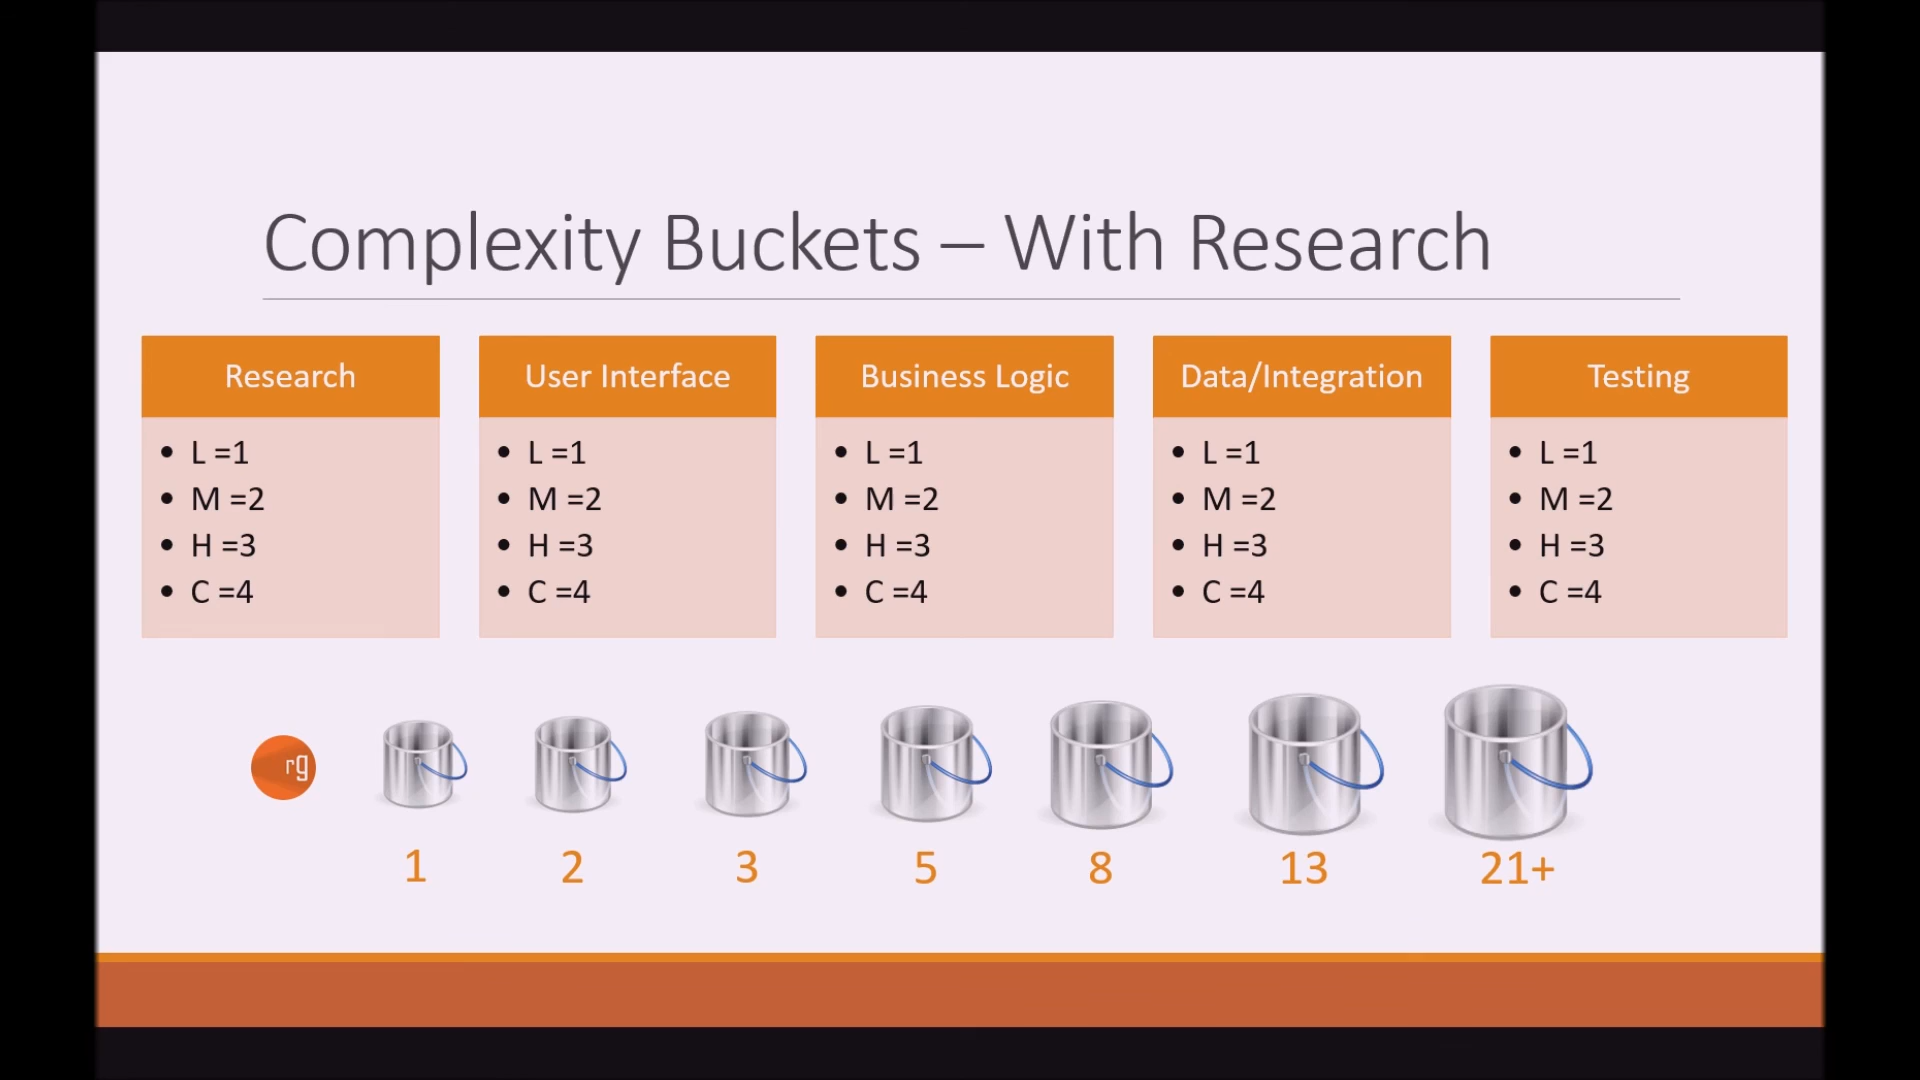 Complexity Buckets – With Research
Research
• L =1
• M =2
• H =3
• C =4
User Interface
• L =1
• M =2
• H =3
• C =4
Business Logic
• L =1
• M =2
• H =3
• C =4
Data/Integration
• L =1
• M =2
• H =3
• C =4
Testing
• L =1
• M =2
• H =3
• C =4
rg
1 2 3 5 8 13 21+